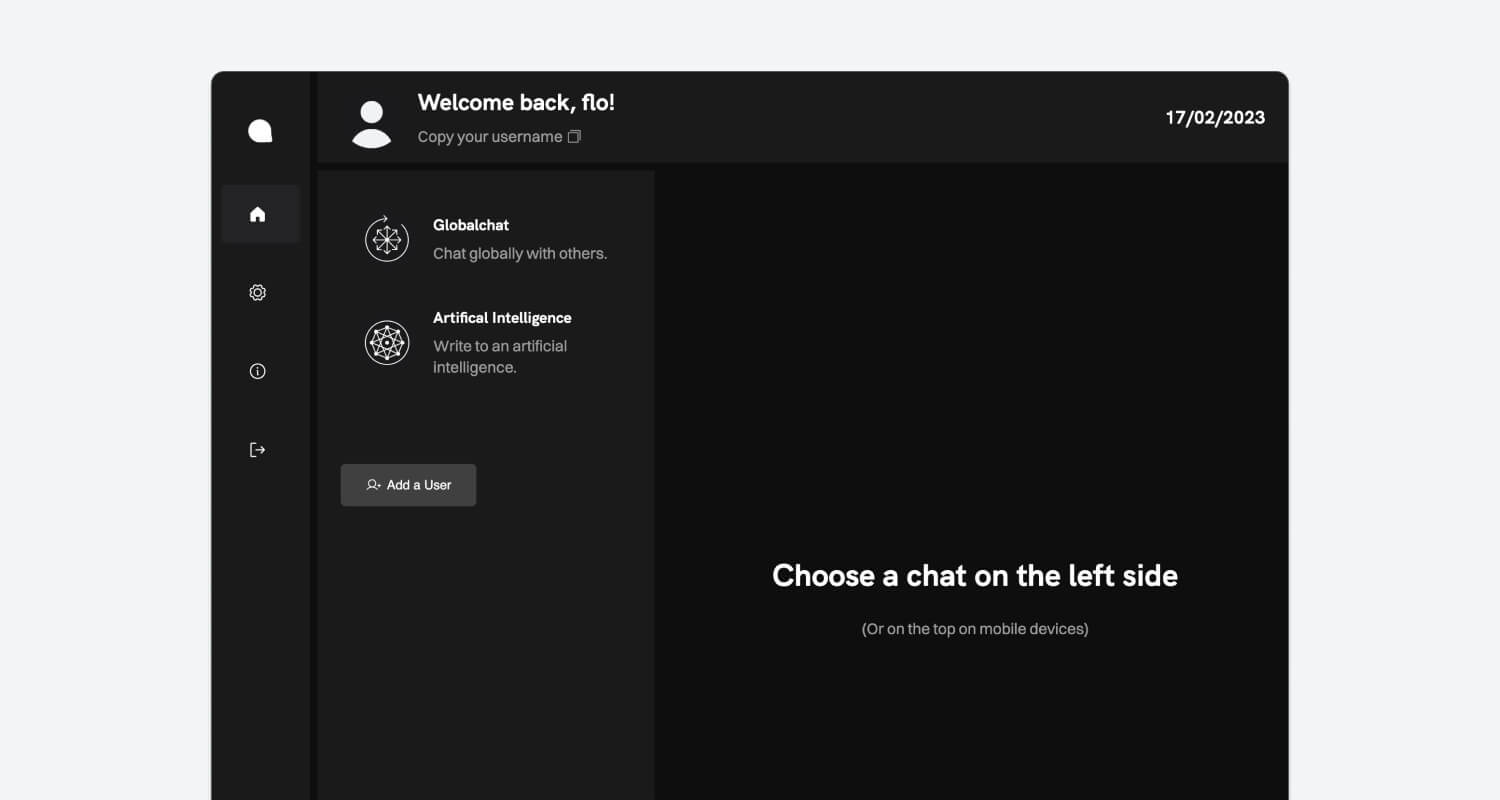 Welcome back, flo!
Copy your username
17/02/2023
Globalchat
Chat globally with others.
Artifical Intelligence
Write to an artificial
intelligence.
Add a User
Choose a chat on the left side
(Or on the top on mobile devices)